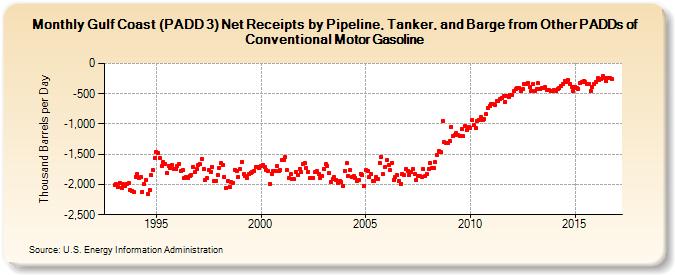 Monthly Gulf Coast (PADD 3) Net Receipts by Pipeline, Tanker, and Barge from Other PADDs of
Conventional Motor Gasoline
Thousand Barrels per Day
0
-500
-1,000
-1,500
-2,000
-2,500
1995
2000
2005
2010
2015
Source: U.S. Energy Information Administration